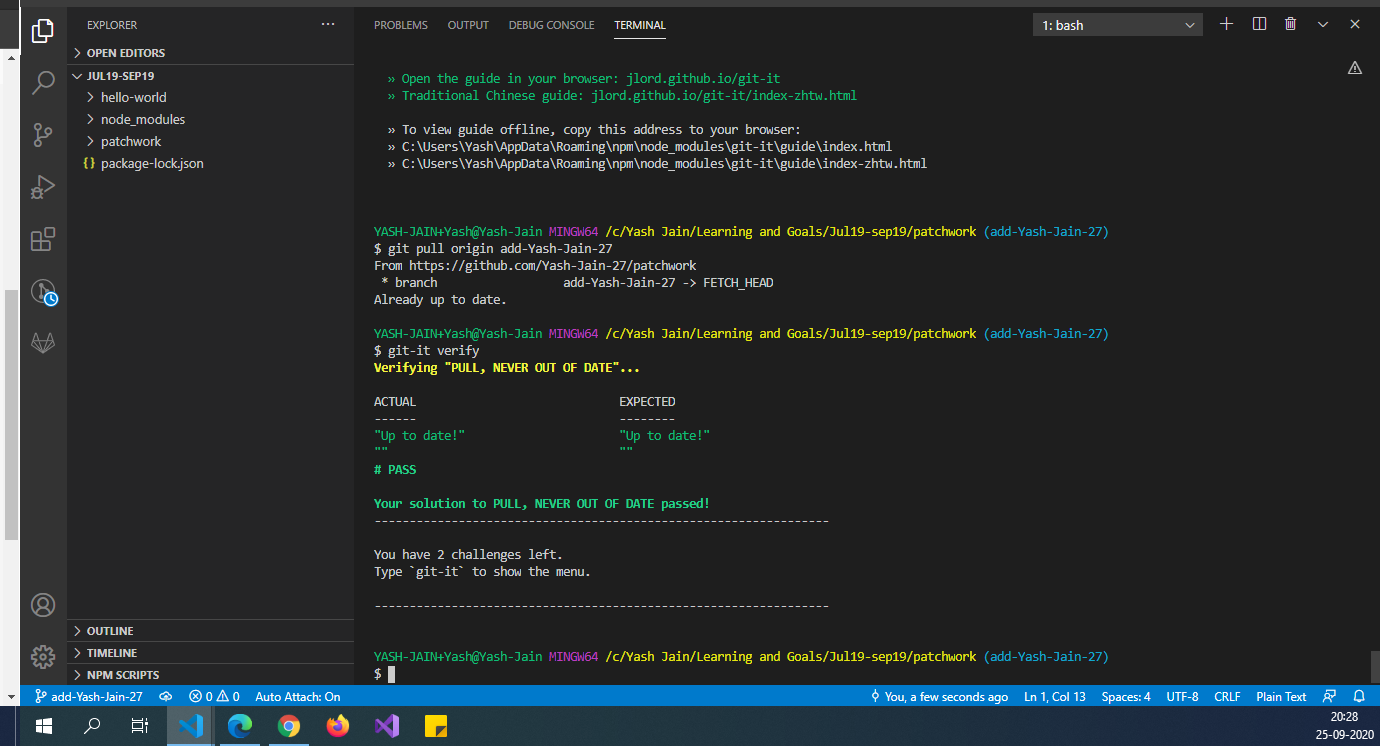 EXPLORER
...
OPEN EDITORS
JUL19-SEP19
hello-world
node_modules
patchwork
{} package-lock.json
OUTLINE
TIMELINE
NPM SCRIPTS
PROBLEMS OUTPUT DEBUG CONSOLE TERMINAL
1: bash
» Open the guide in your browser: jlord.github.io/git-it
» Traditional Chinese guide: jlord.github.io/git-it/index-zhtw.html
» To view guide offline, copy this address to your browser:
» C:\Users\Yash\AppData\Roaming\npm\node_modules\git-it\guide\index.html
» C:\Users\Yash\AppData\Roaming\npm\node_modules\git-it\guide\index-zhtw.html
YASH-JAIN+Yash@Yash-Jain MINGW64 /c/Yash Jain/Learning and Goals/Jul19-sep19/patchwork (add-Yash-Jain-27)
$ git pull origin add-Yash-Jain-27
From https://github.com/Yash-Jain-27/patchwork
* branch add-Yash-Jain-27 -> FETCH_HEAD
Already up to date.
YASH-JAIN+Yash@Yash-Jain MINGW64 /c/Yash Jain/Learning and Goals/Jul19-sep19/patchwork (add-Yash-Jain-27)
$ git-it verify
Verifying "PULL, NEVER OUT OF DATE"...
ACTUAL EXPECTED
------ --------
"Up to date!" "Up to date!"
"" ""
# PASS
Your solution to PULL, NEVER OUT OF DATE passed!
-----------------------------------------------------------------
You have 2 challenges left.
Type `git-it` to show the menu.
-----------------------------------------------------------------
YASH-JAIN+Yash@Yash-Jain MINGW64 /c/Yash Jain/Learning and Goals/Jul19-sep19/patchwork (add-Yash-Jain-27)
$
add-Yash-Jain-27 0 0 Auto Attach: On You, a few seconds ago Ln 1, Col 13 Spaces: 4 UTF-8 CRLF Plain Text
20:28
25-09-2020